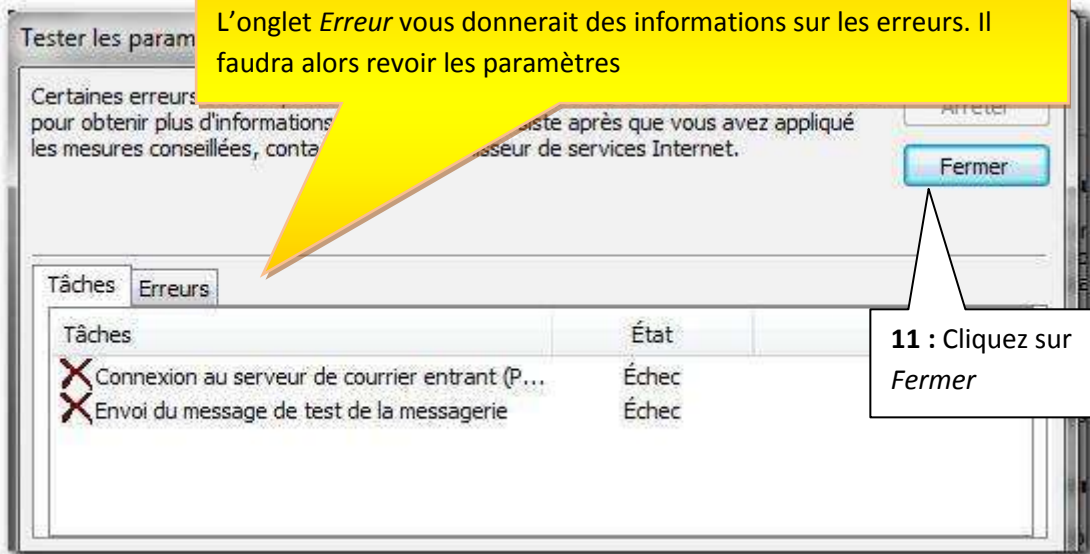 L'onglet Erreur vous donnerait des informations sur les erreurs. Il
faudra alors revoir les paramètres
Tester les param
Certaines erreurs
pour obtenir plus d'informations siste après que vous avez appliqué
les mesures conseillées, conta sseur de services Internet.
Arrêter
Fermer
Tâches Erreurs
Tâches État
Connexion au serveur de courrier entrant (P... Échec
Envoi du message de test de la messagerie Échec
11 : Cliquez sur
Fermer